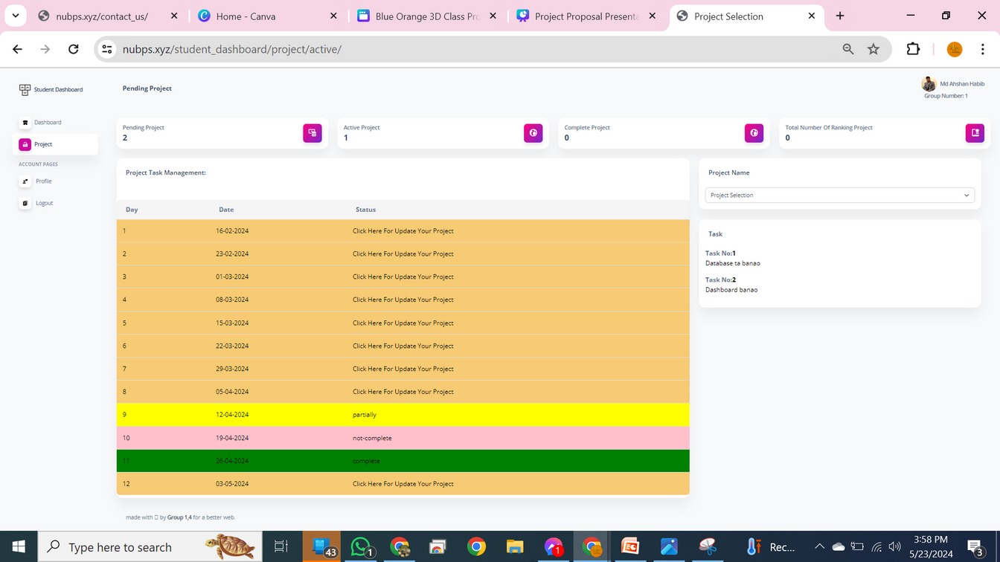 nubps.xyz/contact_us/
Home - Canva
Blue Orange 3D Class Pro
Project Proposal Presenta
Project Selection
nubps.xyz/student_dashboard/project/active/
Student Dashboard
Pending Project
Md Ahshan Habib
Group Number: 1
Dashboard
Project
ACCOUNT PAGES
Profile
Logout
Pending Project
2
Active Project
1
Complete Project
0
Total Number Of Ranking Project
0
Project Task Management:
Day Date Status
1 16-02-2024 Click Here For Update Your Project
2 23-02-2024 Click Here For Update Your Project
3 01-03-2024 Click Here For Update Your Project
4 08-03-2024 Click Here For Update Your Project
5 15-03-2024 Click Here For Update Your Project
6 22-03-2024 Click Here For Update Your Project
7 29-03-2024 Click Here For Update Your Project
8 05-04-2024 Click Here For Update Your Project
9 12-04-2024 partially
10 19-04-2024 not-complete
11 26-04-2024 complete
12 03-05-2024 Click Here For Update Your Project
Project Name
Project Selection
Task
Task No:1
Database ta banao
Task No:2
Dashboard banao
made with by Group 1,4 for a better web.
Type here to search
43
1
1
Rec...
3:58 PM
5/23/2024
3